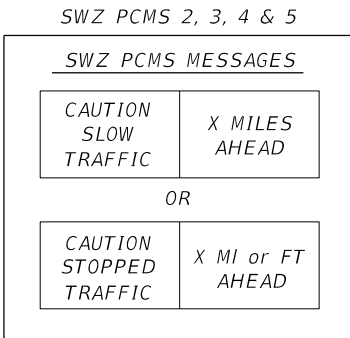 SWZ PCMS 2, 3, 4 & 5
SWZ PCMS MESSAGES
CAUTION
SLOW
TRAFFIC
X MILES
AHEAD
OR
CAUTION
STOPPED
TRAFFIC
X MI or FT
AHEAD